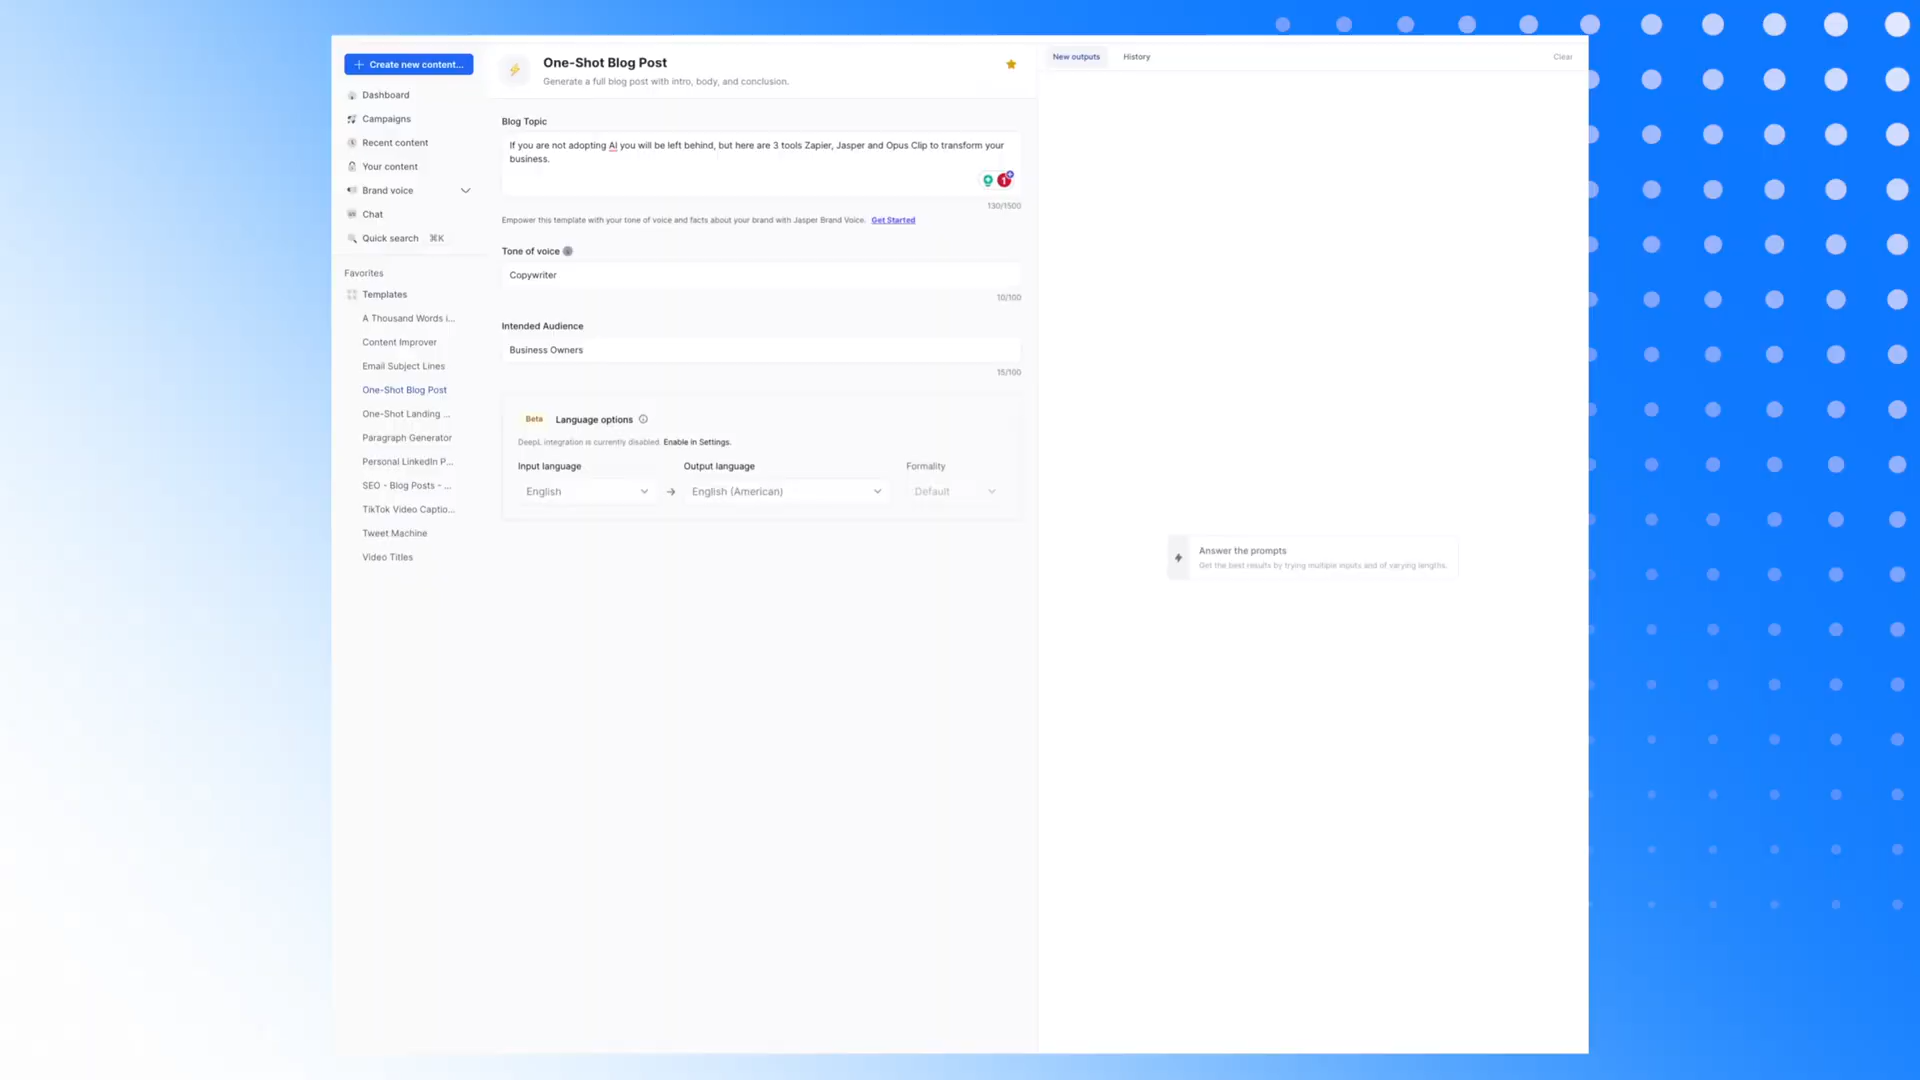 Create new content...
Dashboard
Campaigns
Recent content
Your content
Brand voice
Chat
Quick search ⌘K
Favorites
Templates
A Thousand Words i...
Content Improver
Email Subject Lines
One-Shot Blog Post
One-Shot Landing ...
Paragraph Generator
Personal LinkedIn P...
SEO - Blog Posts - ...
TikTok Video Captio...
Tweet Machine
Video Titles
One-Shot Blog Post
Generate a full blog post with intro, body, and conclusion.
Blog Topic
If you are not adopting AI you will be left behind, but here are 3 tools Zapier, Jasper and Opus Clip to transform your
business.
1
130/1500
Empower this template with your tone of voice and facts about your brand with Jasper Brand Voice. Get Started
Tone of voice
Copywriter
10/100
Intended Audience
Business Owners
15/100
Beta Language options
DeepL integration is currently disabled. Enable in Settings.
Input language Output language Formality
English → English (American) Default
New outputs History Clear
Answer the prompts
Get the best results by trying multiple inputs and of varying lengths.